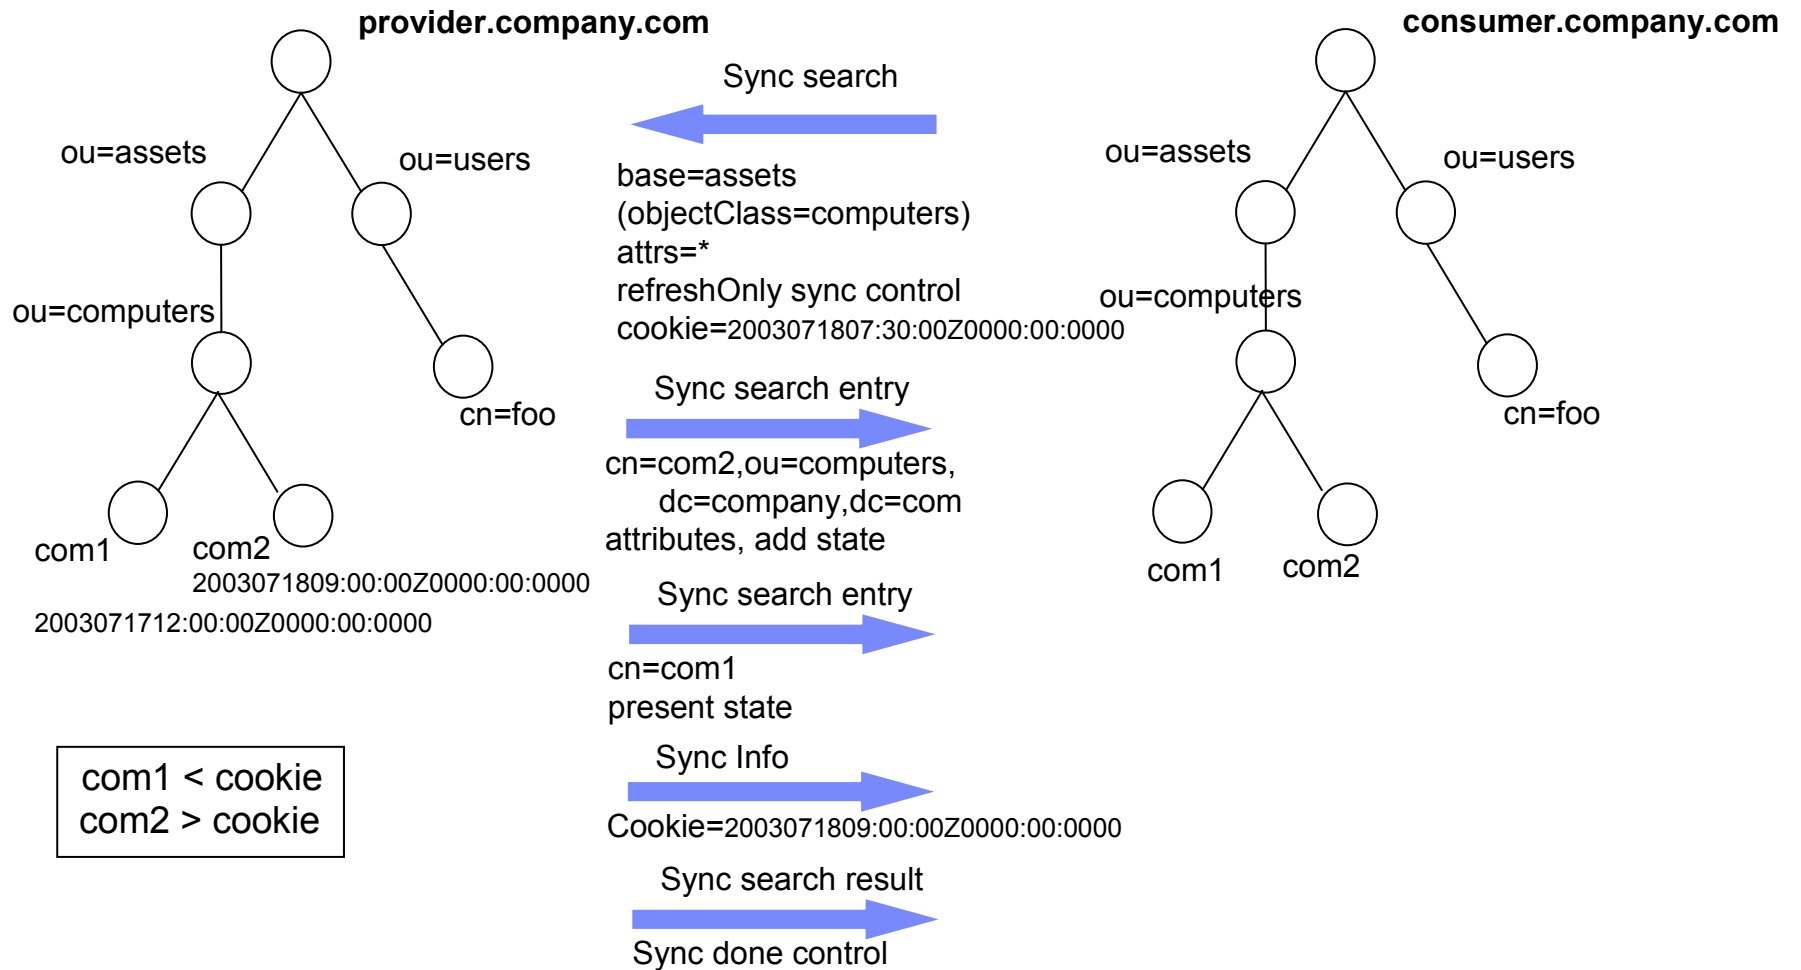 provider.company.com
consumer.company.com
ou=assets
ou=users
ou=computers
cn=foo
com1
com2
2003071809:00:00Z0000:00:0000
2003071712:00:00Z0000:00:0000
com1 < cookie
com2 > cookie
Sync search
base=assets
(objectClass=computers)
attrs=*
refreshOnly sync control
cookie=2003071807:30:00Z0000:00:0000
Sync search entry
cn=com2,ou=computers,
dc=company,dc=com
attributes, add state
Sync search entry
cn=com1
present state
Sync Info
Cookie=2003071809:00:00Z0000:00:0000
Sync search result
Sync done control
ou=assets
ou=users
ou=computers
cn=foo
com1
com2